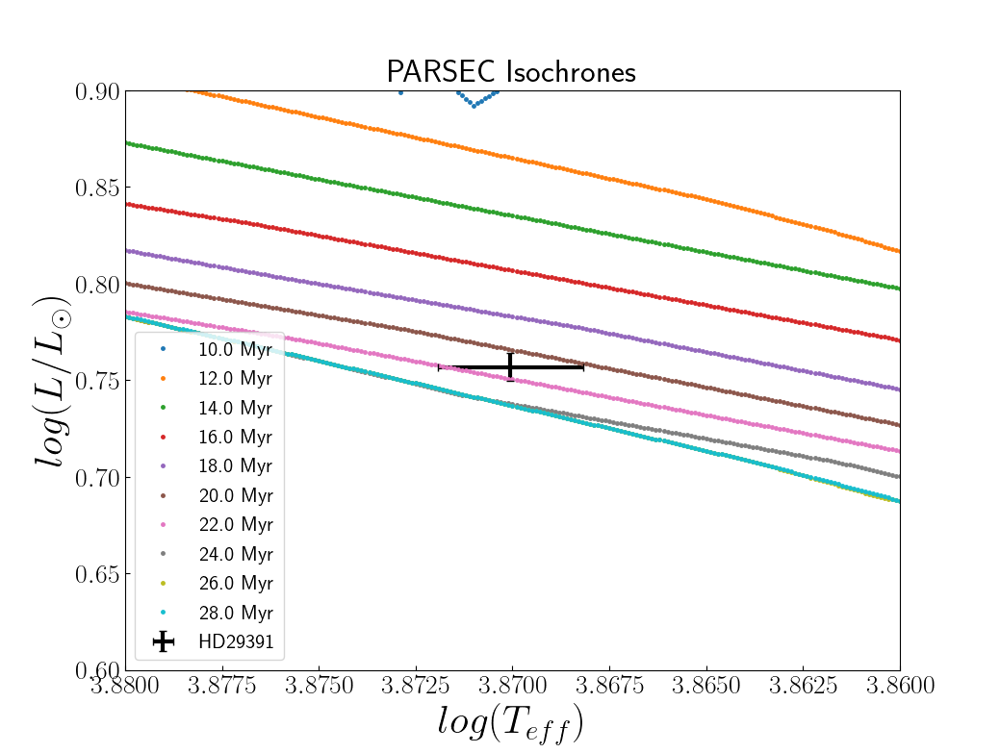 PARSEC Isochrones
log(L/L⊙)
0.90
0.85
0.80
0.75
0.70
0.65
0.60
10.0 Myr
12.0 Myr
14.0 Myr
16.0 Myr
18.0 Myr
20.0 Myr
22.0 Myr
24.0 Myr
26.0 Myr
28.0 Myr
HD29391
3.8800 3.8775 3.8750 3.8725 3.8700 3.8675 3.8650 3.8625 3.8600
log(T_eff)